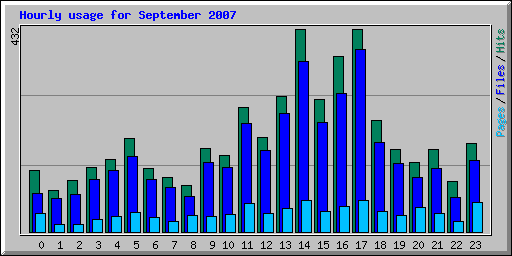 Hourly usage for September 2007
432
Pages/Files/Hits
0 1 2 3 4 5 6 7 8 9 10 11 12 13 14 15 16 17 18 19 20 21 22 23